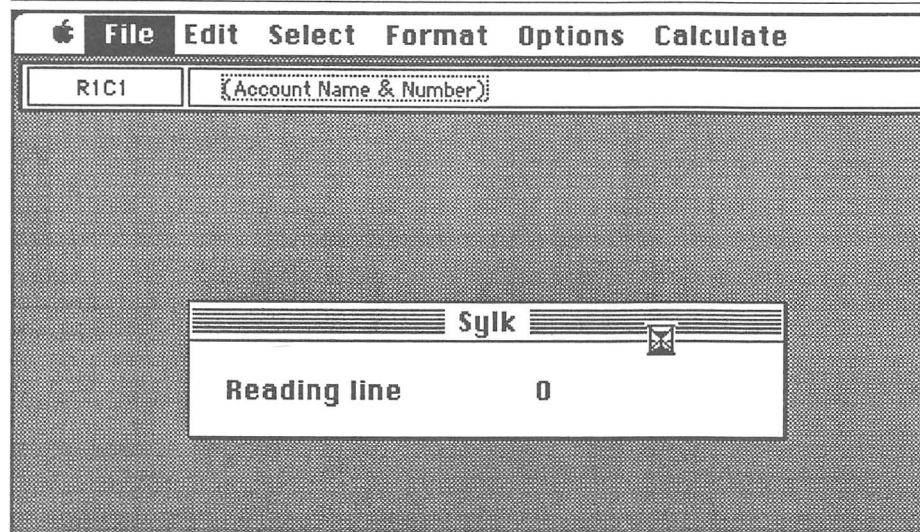 File Edit Select Format Options Calculate
R1C1 (Account Name & Number)
Sylk
Reading line 0